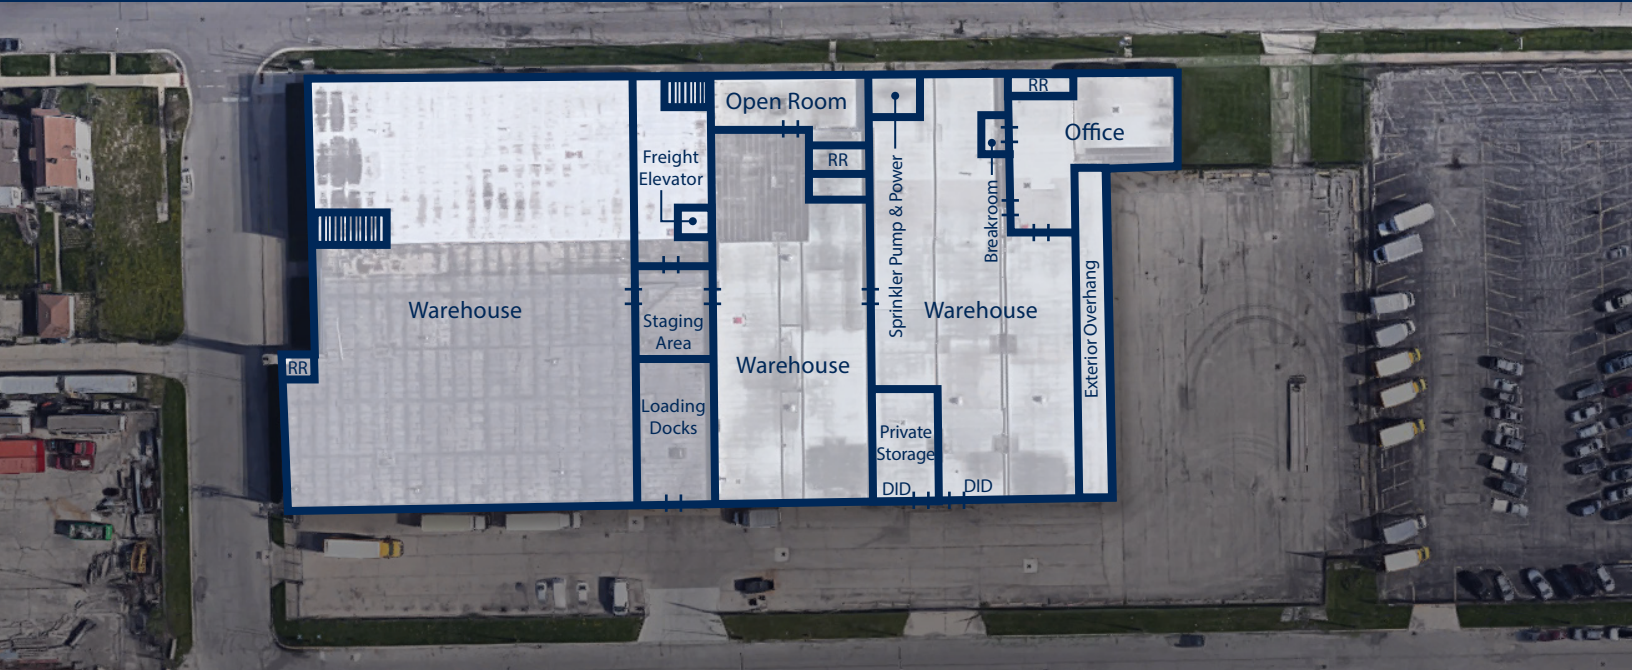 RR
Open Room
Office
Freight
Elevator
RR
Sprinkler Pump & Power
Breakroom
Warehouse
Staging
Area
Warehouse
Exterior Overhang
Warehouse
RR
Loading
Docks
Private
Storage
DID
DID